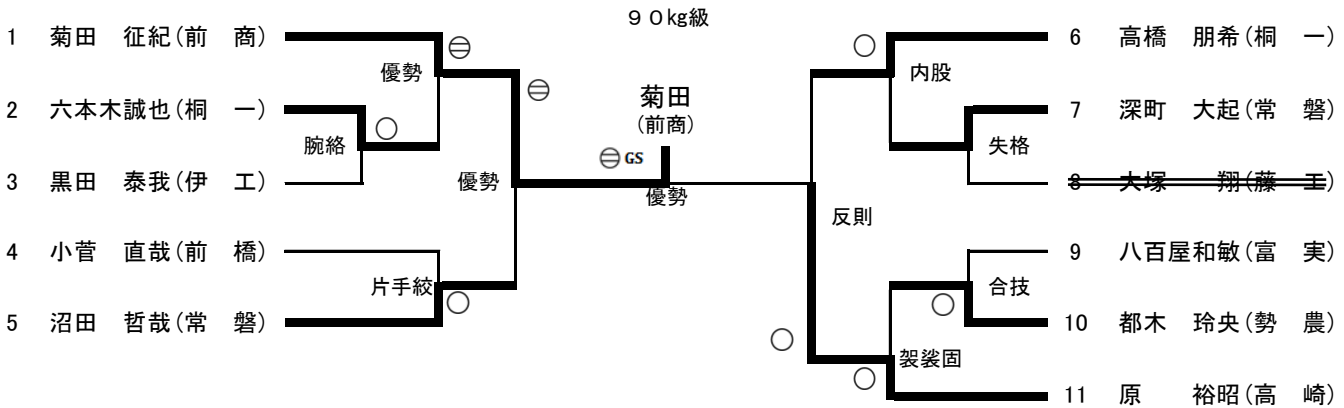 ９０kg級
1 菊田 征紀(前 商)
優勢
2 六本木誠也(桐 一)
腕絡
3 黒田 泰我(伊 工)
優勢
4 小菅 直哉(前 橋)
片手絞
5 沼田 哲哉(常 磐)
菊田
(前商)
GS
優勢
6 高橋 朋希(桐 一)
内股
7 深町 大起(常 磐)
失格
8 大塚 翔(藤 工)
反則
9 八百屋和敏(富 実)
合技
10 都木 玲央(勢 農)
袈裟固
11 原 裕昭(高 崎)